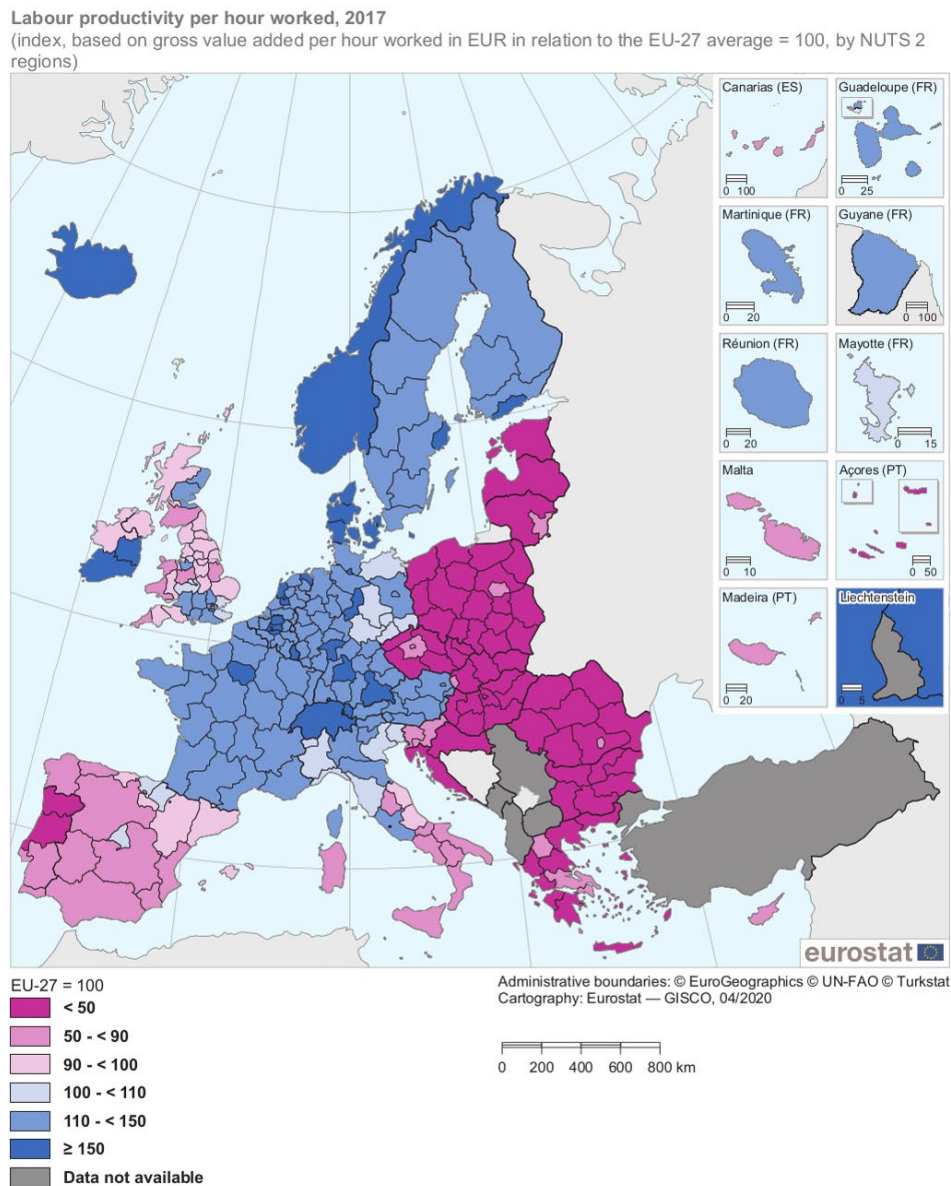 Labour productivity per hour worked, 2017
(index, based on gross value added per hour worked in EUR in relation to the EU-27 average = 100, by NUTS 2
regions)
Canarias (ES)
0 100
Guadeloupe (FR)
0 25
Martinique (FR)
0 20
Guyane (FR)
0 100
Réunion (FR)
0 20
Mayotte (FR)
0 15
Malta
0 10
Açores (PT)
0 50
Madeira (PT)
0 20
Liechtenstein
0 5
eurostat
EU-27 = 100
< 50
50 - < 90
90 - < 100
100 - < 110
110 - < 150
≥ 150
Data not available
Administrative boundaries: © EuroGeographics © UN-FAO © Turkstat
Cartography: Eurostat — GISCO, 04/2020
0 200 400 600 800 km